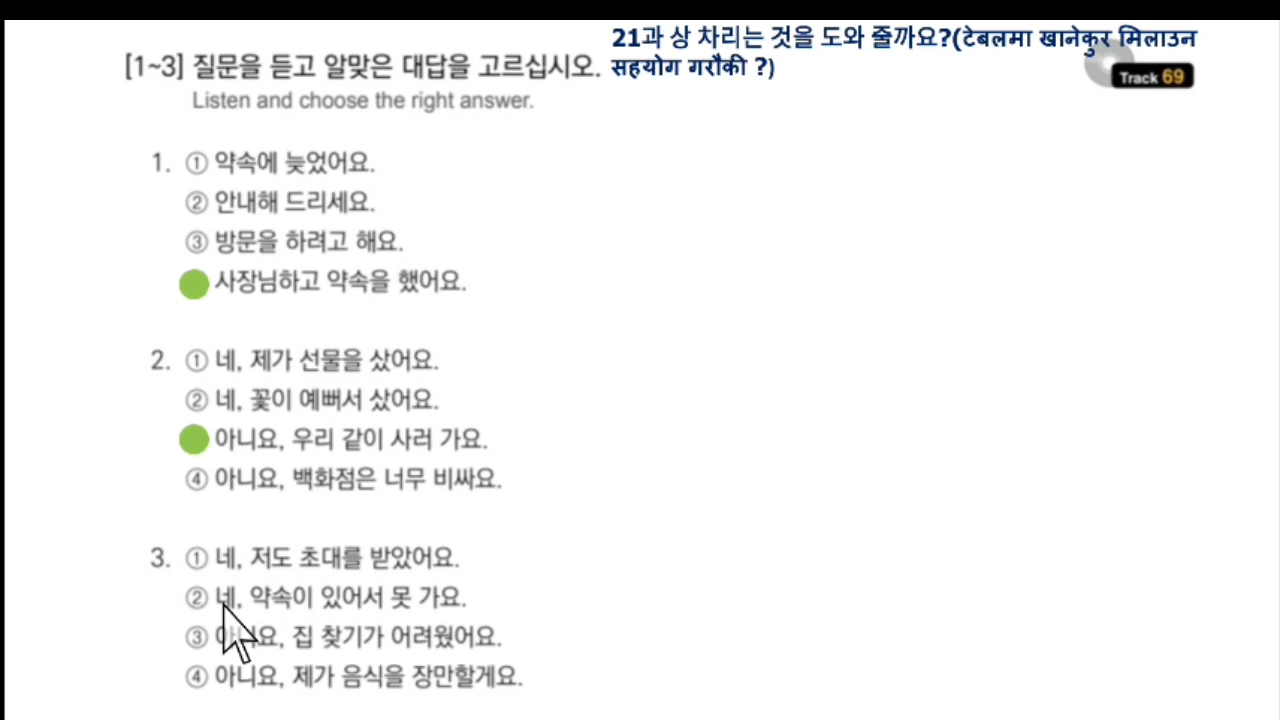 21과 상 차리는 것을 도와 줄까요?(टेबलमा खानेकुर मिलाउन
सहयोग गरौकी ?)
[1~3] 질문을 듣고 알맞은 대답을 고르십시오.
Track 69
Listen and choose the right answer.
1. ① 약속에 늦었어요.
② 안내해 드리세요.
③ 방문을 하려고 해요.
사장님하고 약속을 했어요.
2. ① 네, 제가 선물을 샀어요.
② 네, 꽃이 예뻐서 샀어요.
아니요, 우리 같이 사러 가요.
④ 아니요, 백화점은 너무 비싸요.
3. ① 네, 저도 초대를 받았어요.
② 네, 약속이 있어서 못 가요.
③ 아니요, 집 찾기가 어려웠어요.
④ 아니요, 제가 음식을 장만할게요.